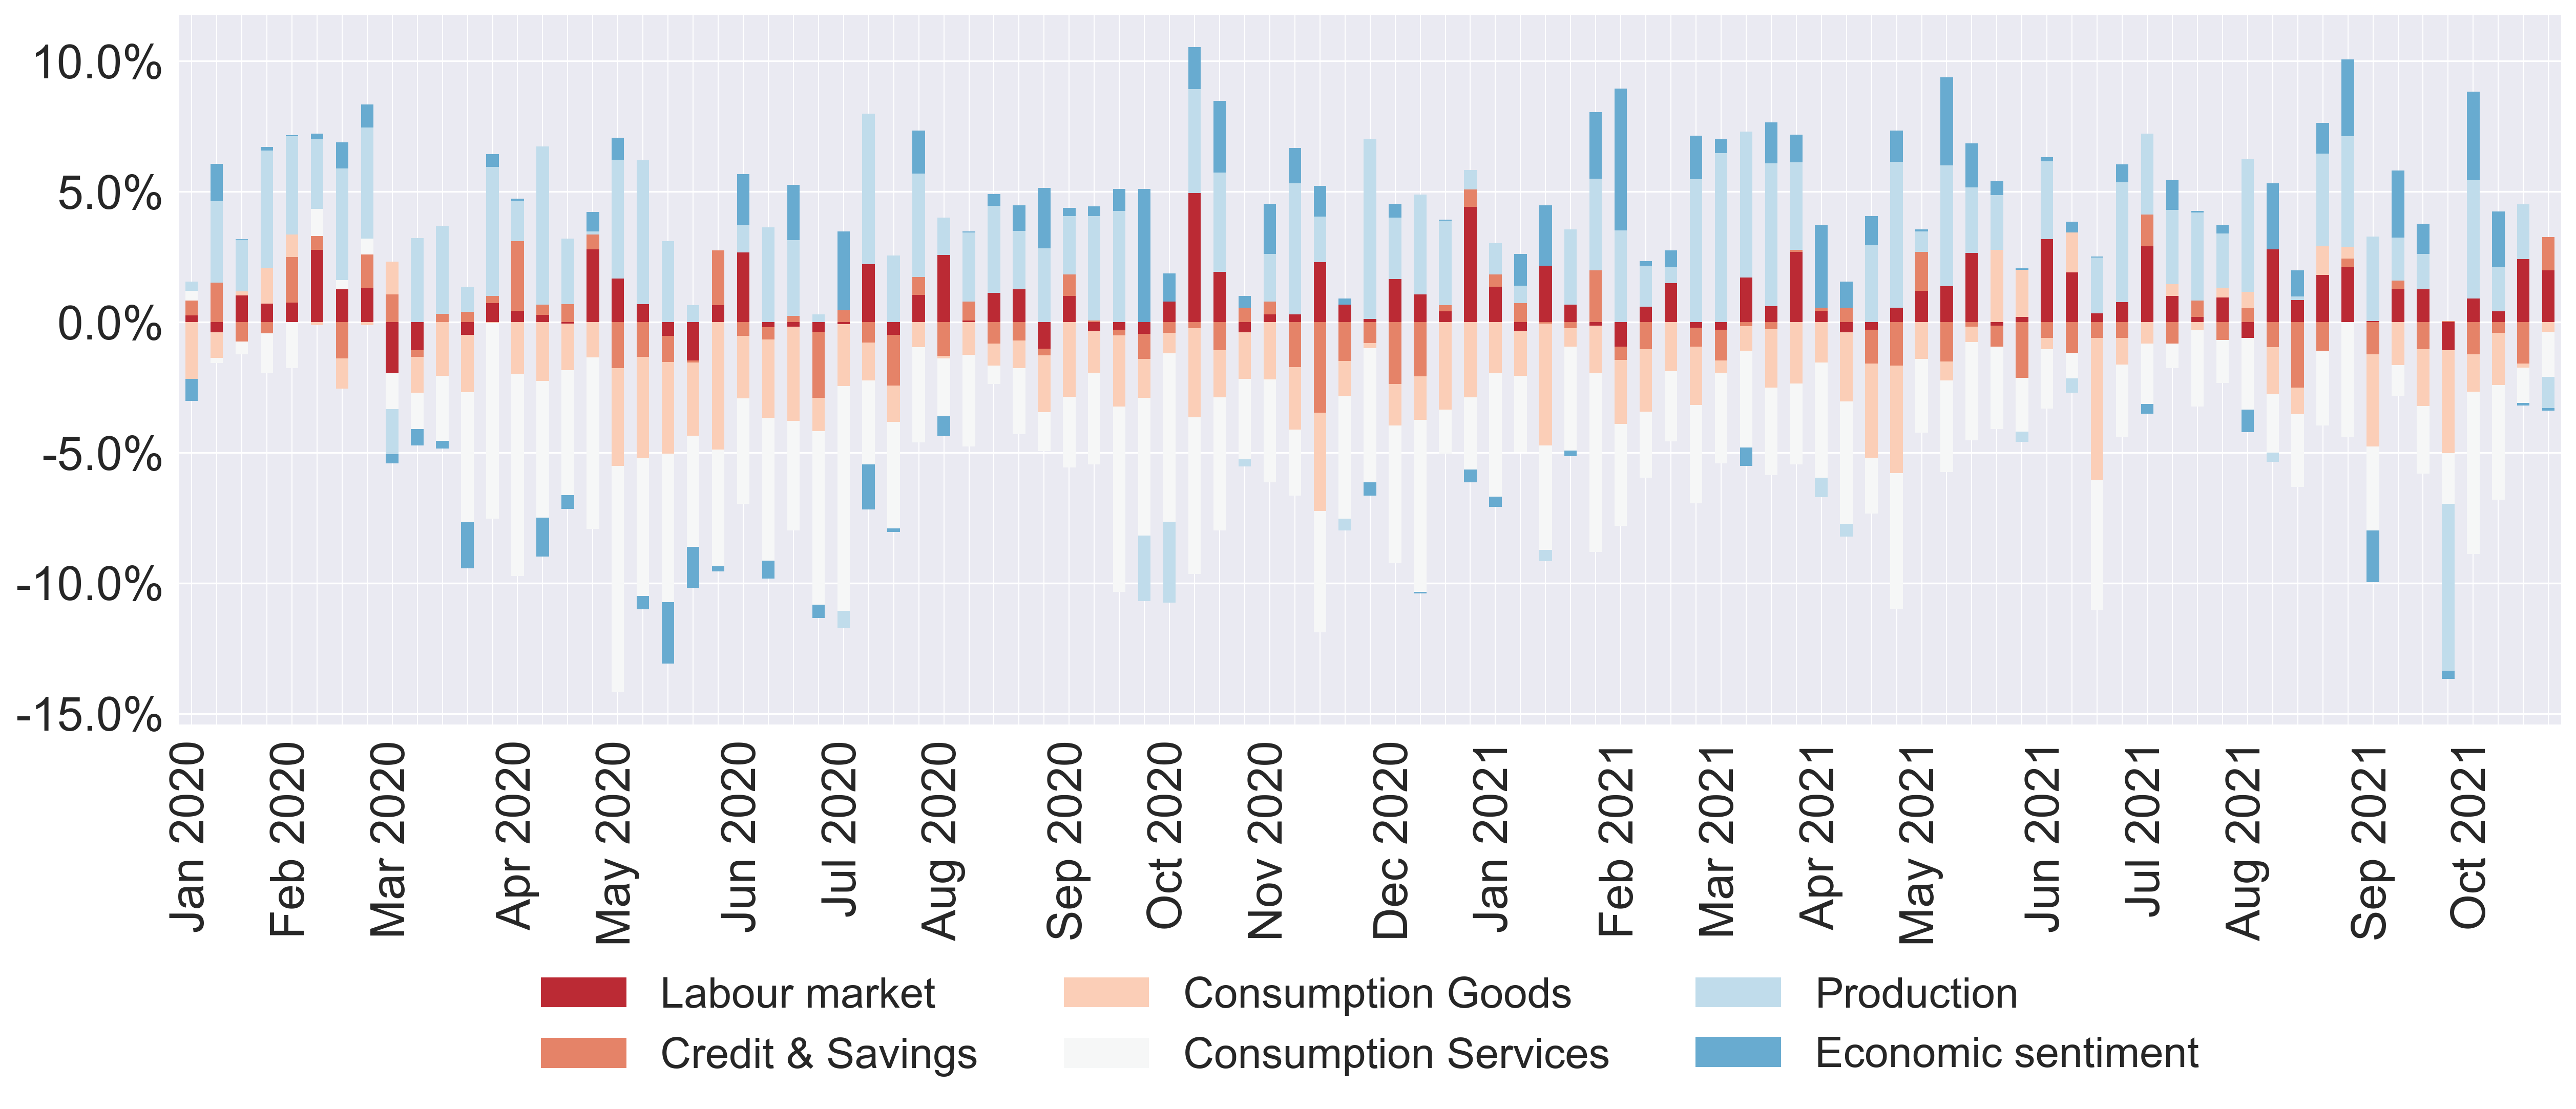 10.0%
5.0%
0.0%
-5.0%
-10.0%
-15.0%
Jan 2020
Feb 2020
Mar 2020
Apr 2020
May 2020
Jun 2020
Jul 2020
Aug 2020
Sep 2020
Oct 2020
Nov 2020
Dec 2020
Jan 2021
Feb 2021
Mar 2021
Apr 2021
May 2021
Jun 2021
Jul 2021
Aug 2021
Sep 2021
Oct 2021
Labour market
Consumption Goods
Production
Credit & Savings
Consumption Services
Economic sentiment